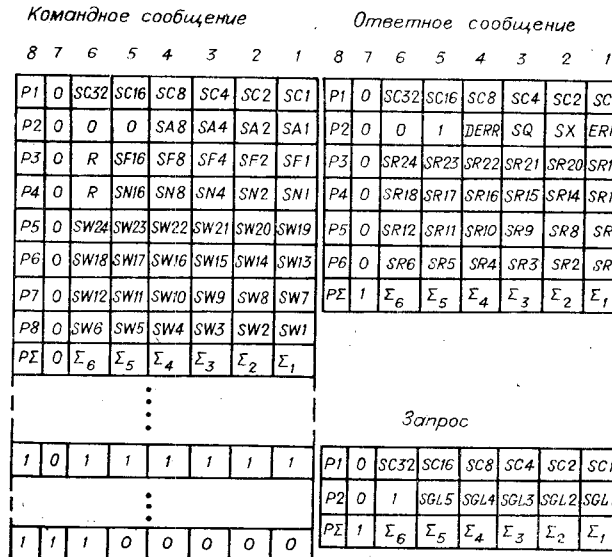 Командное сообщение
8 7 6 5 4 3 2 1
P1 0 SC32 SC16 SC8 SC4 SC2 SC1
P2 0 0 0 SA8 SA4 SA2 SA1
P3 0 R SF16 SF8 SF4 SF2 SF1
P4 0 R SN16 SN8 SN4 SN2 SN1
P5 0 SW24 SW23 SW22 SW21 SW20 SW19
P6 0 SW18 SW17 SW16 SW15 SW14 SW13
P7 0 SW12 SW11 SW10 SW9 SW8 SW7
P8 0 SW6 SW5 SW4 SW3 SW2 SW1
PΣ 0 Σ6 Σ5 Σ4 Σ3 Σ2 Σ1
1 0 1 1 1 1 1 1
1 1 1 0 0 0 0 0
Ответное сообщение
8 7 6 5 4 3 2 1
P1 0 SC32 SC16 SC8 SC4 SC2 SC
P2 0 0 1 DERR SQ SX ER
P3 0 SR24 SR23 SR22 SR21 SR20 SR1
P4 0 SR18 SR17 SR16 SR15 SR14 SR1
P5 0 SR12 SR11 SR10 SR9 SR8 SR
P6 0 SR6 SR5 SR4 SR3 SR2 SR
PΣ 1 Σ6 Σ5 Σ4 Σ3 Σ2 Σ1
Запрос
P1 0 SC32 SC16 SC8 SC4 SC2 SC
P2 0 1 SGL5 SGL4 SGL3 SGL2 SGL
PΣ 1 Σ6 Σ5 Σ4 Σ3 Σ2 Σ1